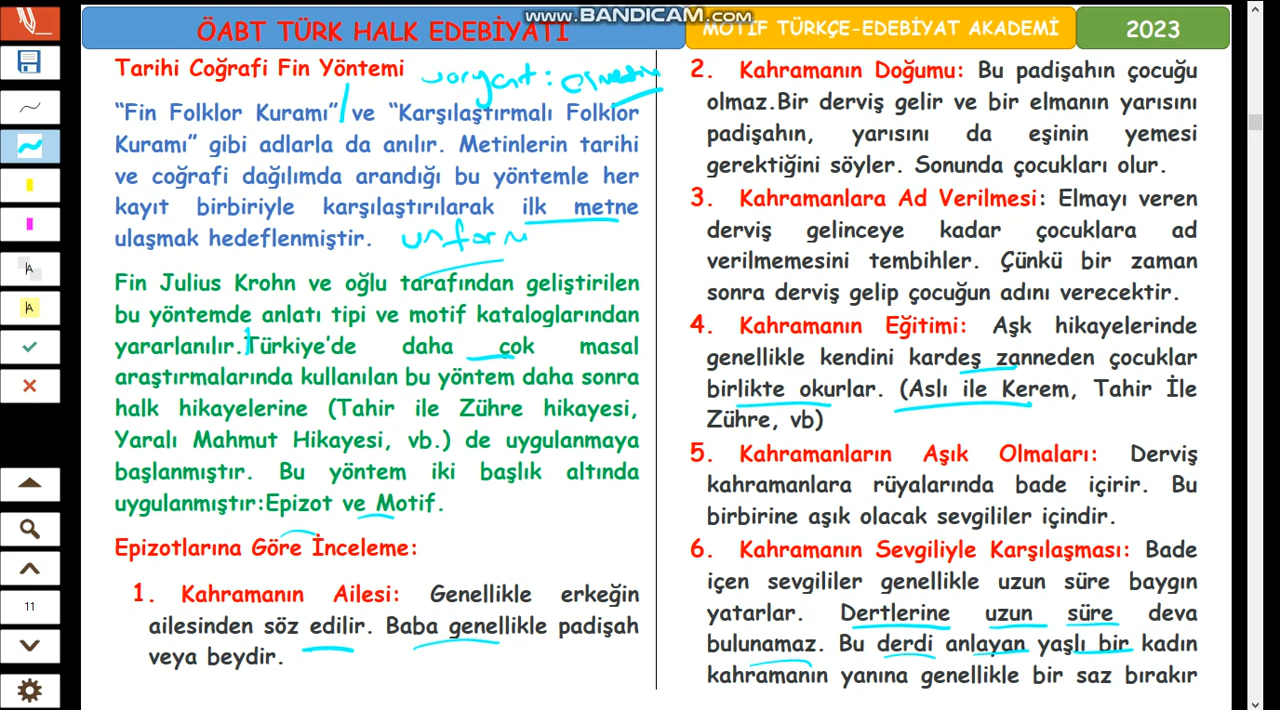 www.BANDICAM.com
ÖABT TÜRK HALK EDEBİYATI
MOTİF TÜRKÇE-EDEBİYAT AKADEMİ
2023
Tarihi Coğrafi Fin Yöntemi
“Fin Folklor Kuramı” ve “Karşılaştırmalı Folklor
Kuramı” gibi adlarla da anılır. Metinlerin tarihi
ve coğrafi dağılımda arandığı bu yöntemle her
kayıt birbiriyle karşılaştırılarak ilk metne
ulaşmak hedeflenmiştir.
Fin Julius Krohn ve oğlu tarafından geliştirilen
bu yöntemde anlatı tipi ve motif kataloglarından
yararlanılır.Türkiye’de daha çok masal
araştırmalarında kullanılan bu yöntem daha sonra
halk hikayelerine (Tahir ile Zühre hikayesi,
Yaralı Mahmut Hikayesi, vb.) de uygulanmaya
başlanmıştır. Bu yöntem iki başlık altında
uygulanmıştır:Epizot ve Motif.
Epizotlarına Göre İnceleme:
1. Kahramanın Ailesi: Genellikle erkeğin
ailesinden söz edilir. Baba genellikle padişah
veya beydir.
2. Kahramanın Doğumu: Bu padişahın çocuğu
olmaz.Bir derviş gelir ve bir elmanın yarısını
padişahın, yarısını da eşinin yemesi
gerektiğini söyler. Sonunda çocukları olur.
3. Kahramanlara Ad Verilmesi: Elmayı veren
derviş gelinceye kadar çocuklara ad
verilmemesini tembihler. Çünkü bir zaman
sonra derviş gelip çocuğun adını verecektir.
4. Kahramanın Eğitimi: Aşk hikayelerinde
genellikle kendini kardeş zanneden çocuklar
birlikte okurlar. (Aslı ile Kerem, Tahir İle
Zühre, vb)
5. Kahramanların Aşık Olmaları: Derviş
kahramanlara rüyalarında bade içirir. Bu
birbirine aşık olacak sevgililer içindir.
6. Kahramanın Sevgiliyle Karşılaşması: Bade
içen sevgililer genellikle uzun süre baygın
yatarlar. Dertlerine uzun süre deva
bulunamaz. Bu derdi anlayan yaşlı bir kadın
kahramanın yanına genellikle bir saz bırakır
11